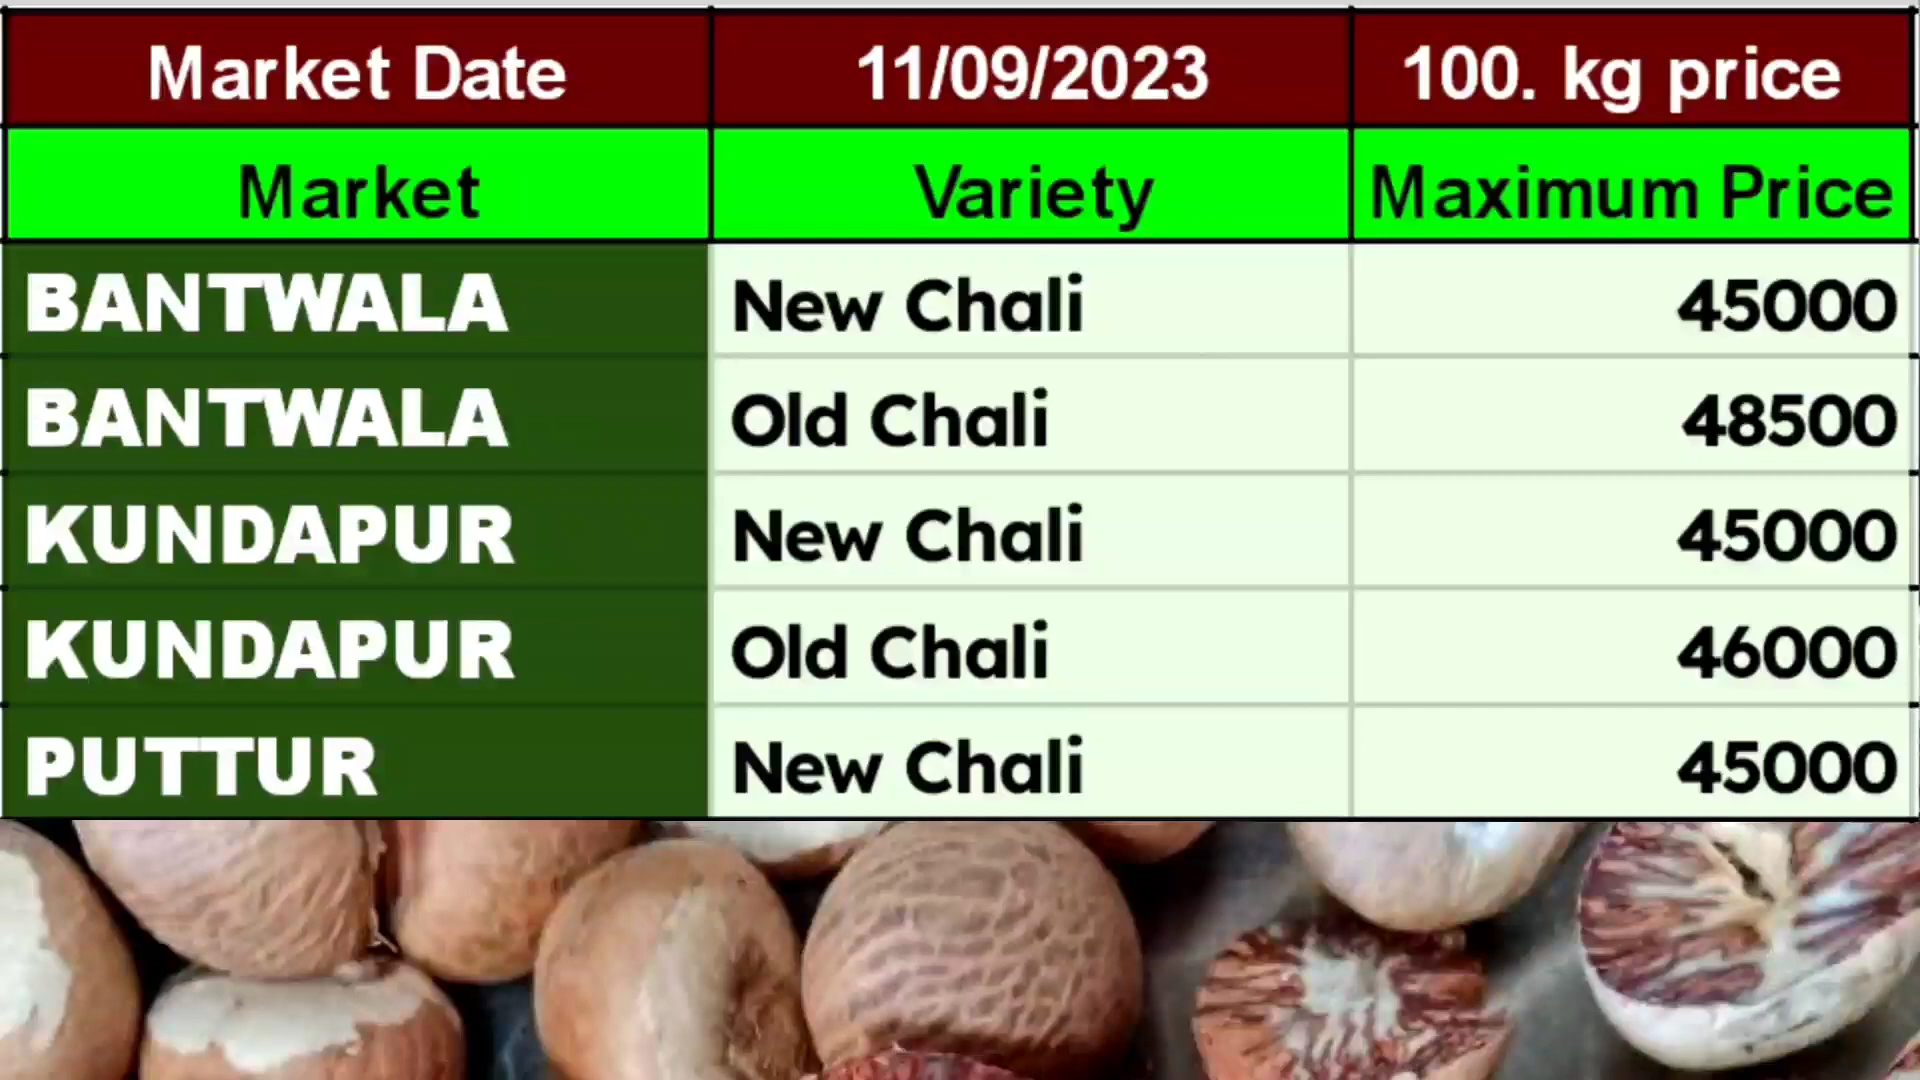 Market Date 11/09/2023 100. kg price
Market Variety Maximum Price
BANTWALA New Chali 45000
BANTWALA Old Chali 48500
KUNDAPUR New Chali 45000
KUNDAPUR Old Chali 46000
PUTTUR New Chali 45000